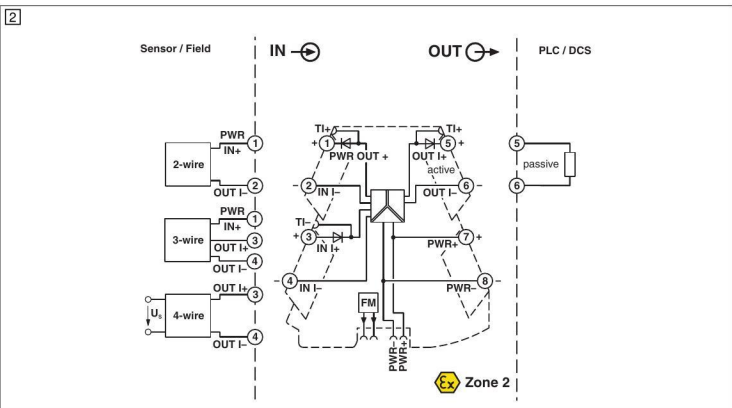 2
Sensor / Field
IN
OUT
PLC / DCS
PWR
IN+
1
2-wire
OUT I–
2
PWR
IN+
1
3-wire
OUT I+
3
OUT I–
4
OUT I+
3
Us
4-wire
OUT I–
4
TI+
+ 1
PWR OUT +
– 2
IN I–
TI–
+ 3
IN I+
– 4
IN I–
FM
PWR–
PWR+
TI+
5 +
OUT I+
active
6 –
OUT I–
7 +
PWR+
8 –
PWR–
5
passive
6
Ex Zone 2